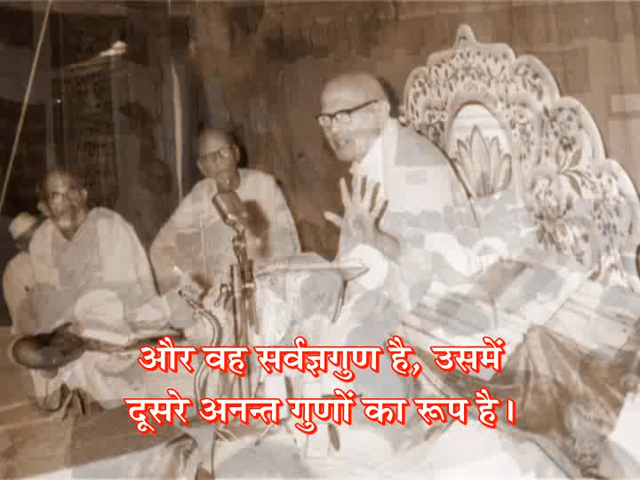 और वह सर्वज्ञगुण है, उसमें
दूसरे अनन्त गुणों का रूप है।